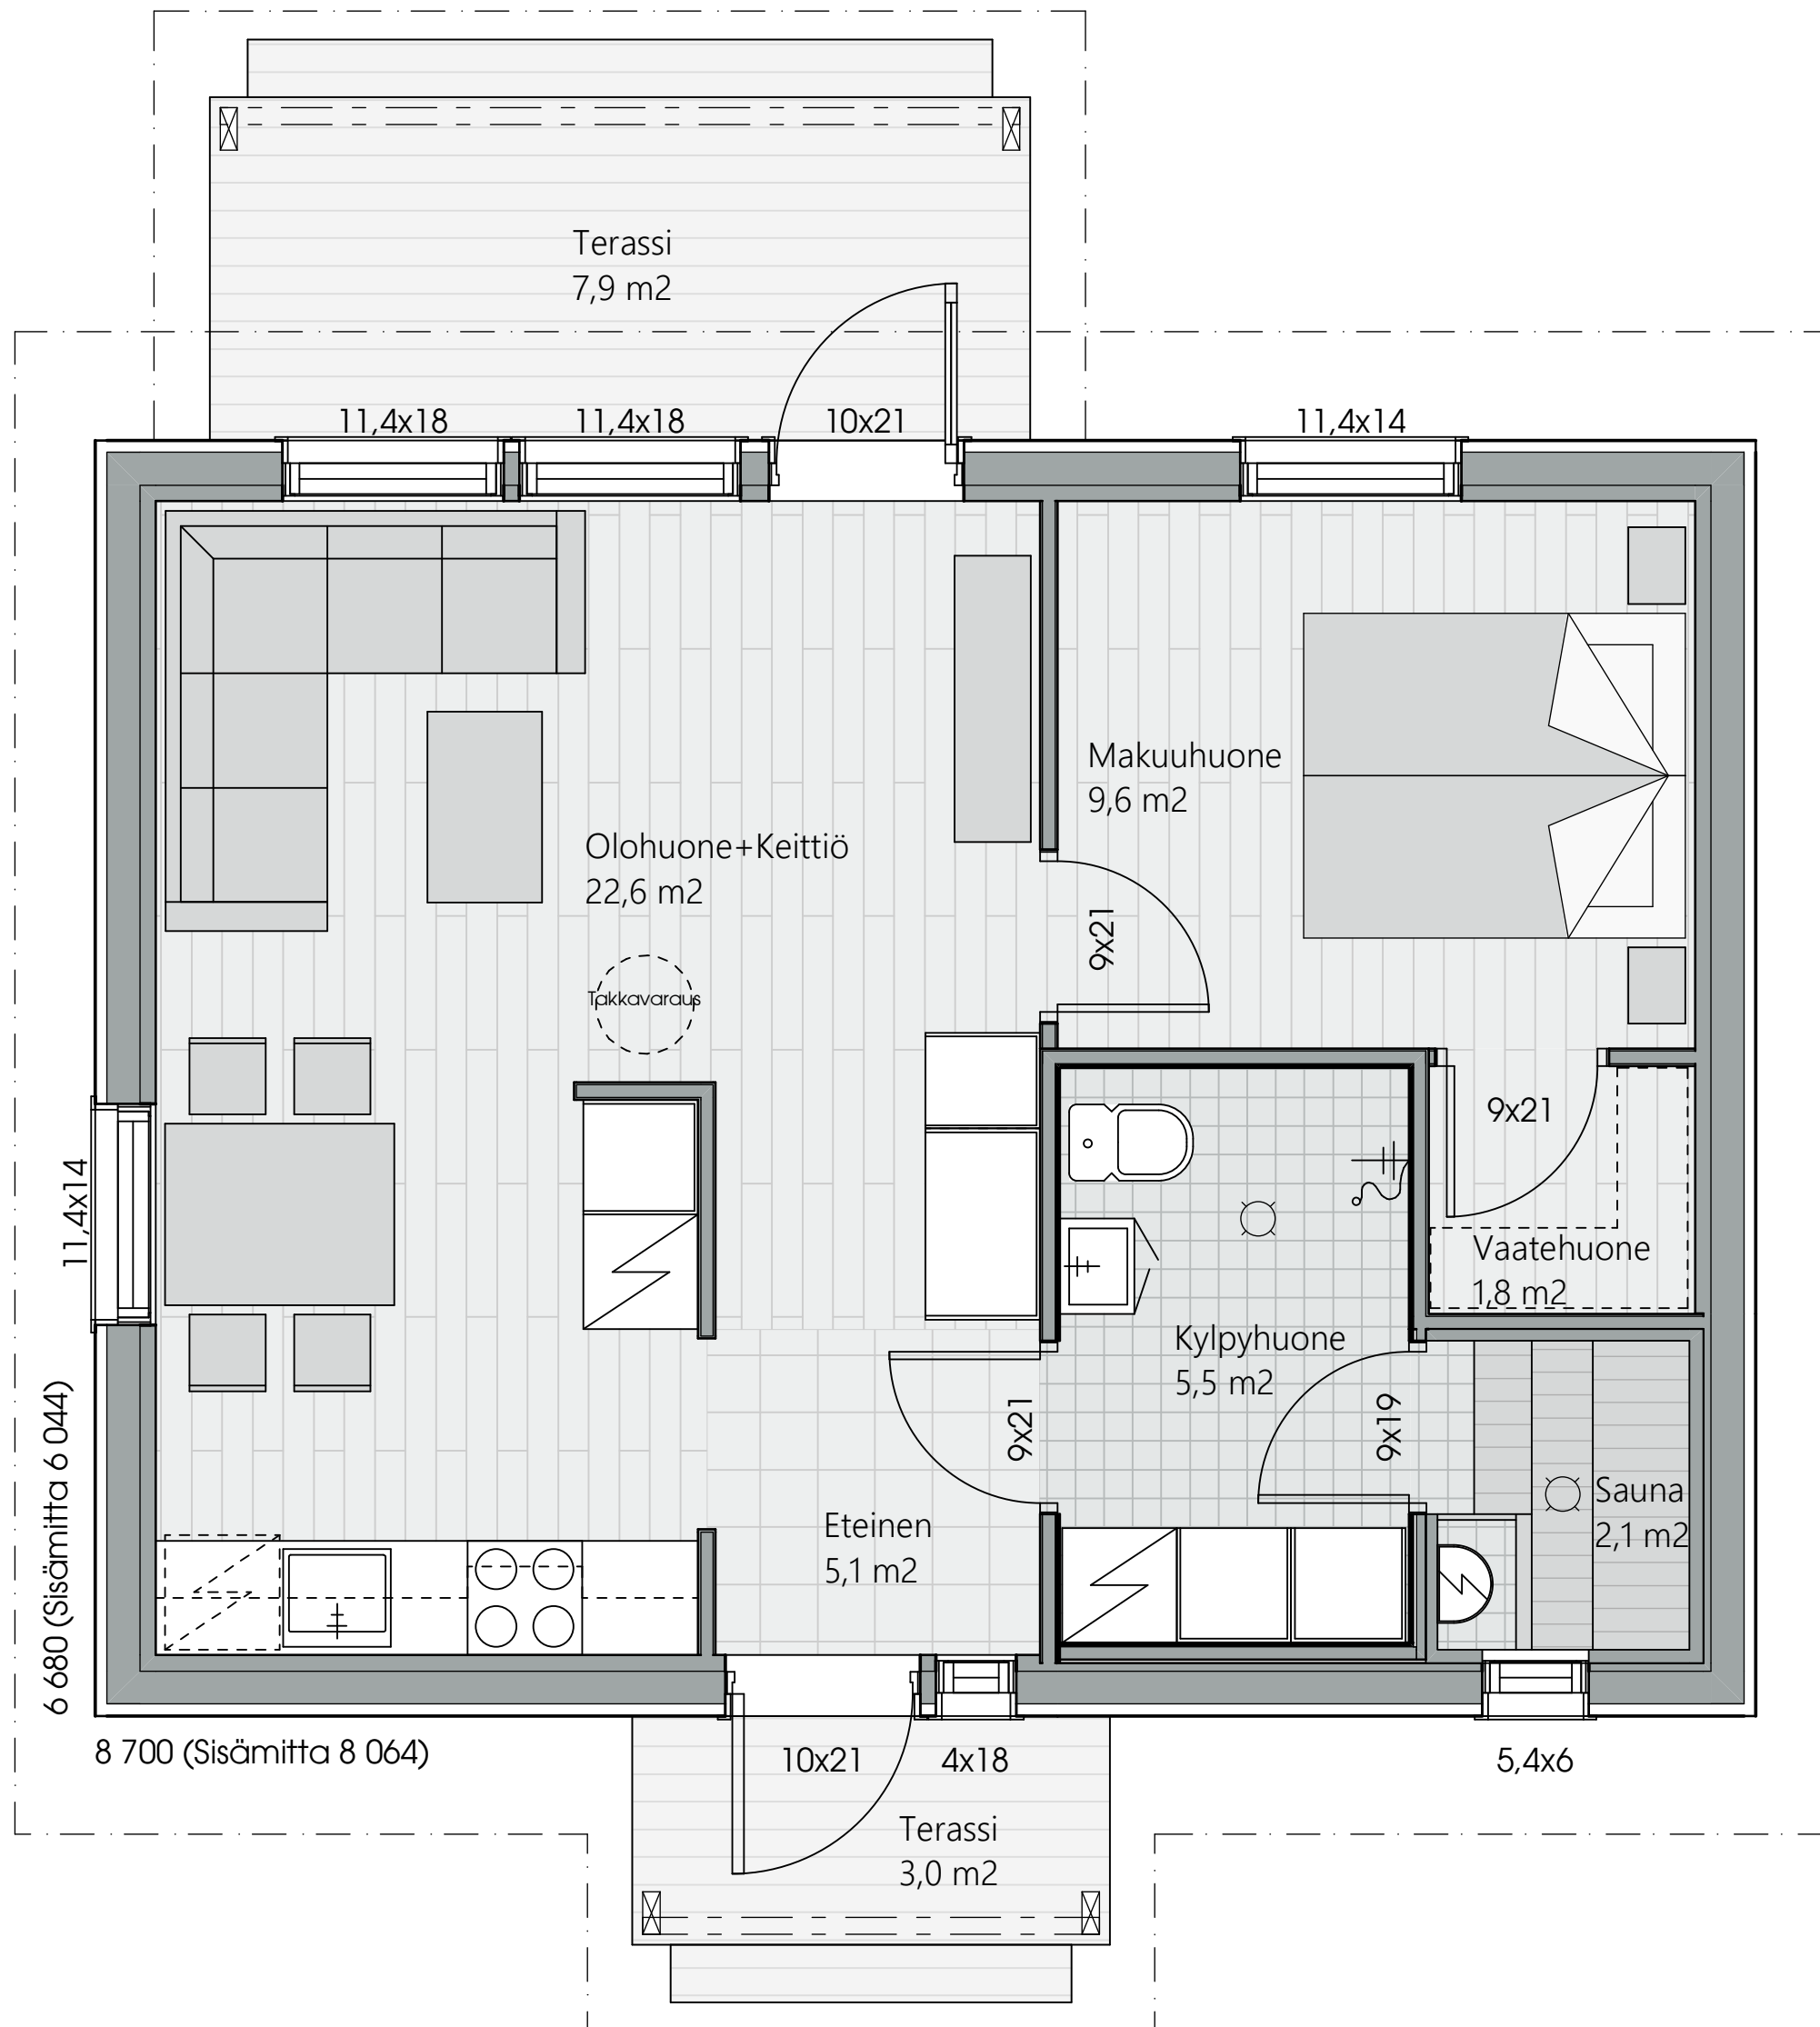 Terassi
7,9 m2
11,4x18
11,4x18
10x21
11,4x14
Makuuhuone
9,6 m2
Olohuone+Keittiö
22,6 m2
9x21
Takkavaraus
9x21
11,4x14
Vaatehuone
1,8 m2
Kylpyhuone
5,5 m2
9x21
9x19
Sauna
2,1 m2
Eteinen
5,1 m2
6 680 (Sisämitta 6 044)
8 700 (Sisämitta 8 064)
10x21
4x18
5,4x6
Terassi
3,0 m2